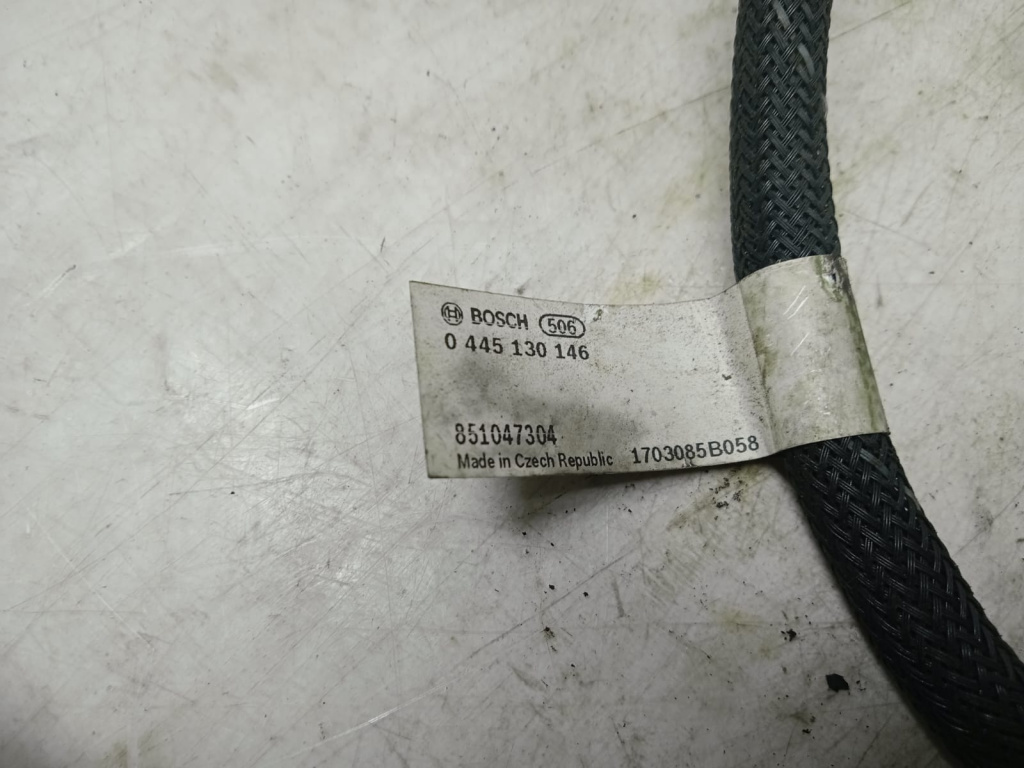 BOSCH 506
0 445 130 146
851047304
Made in Czech Republic 1703085B058